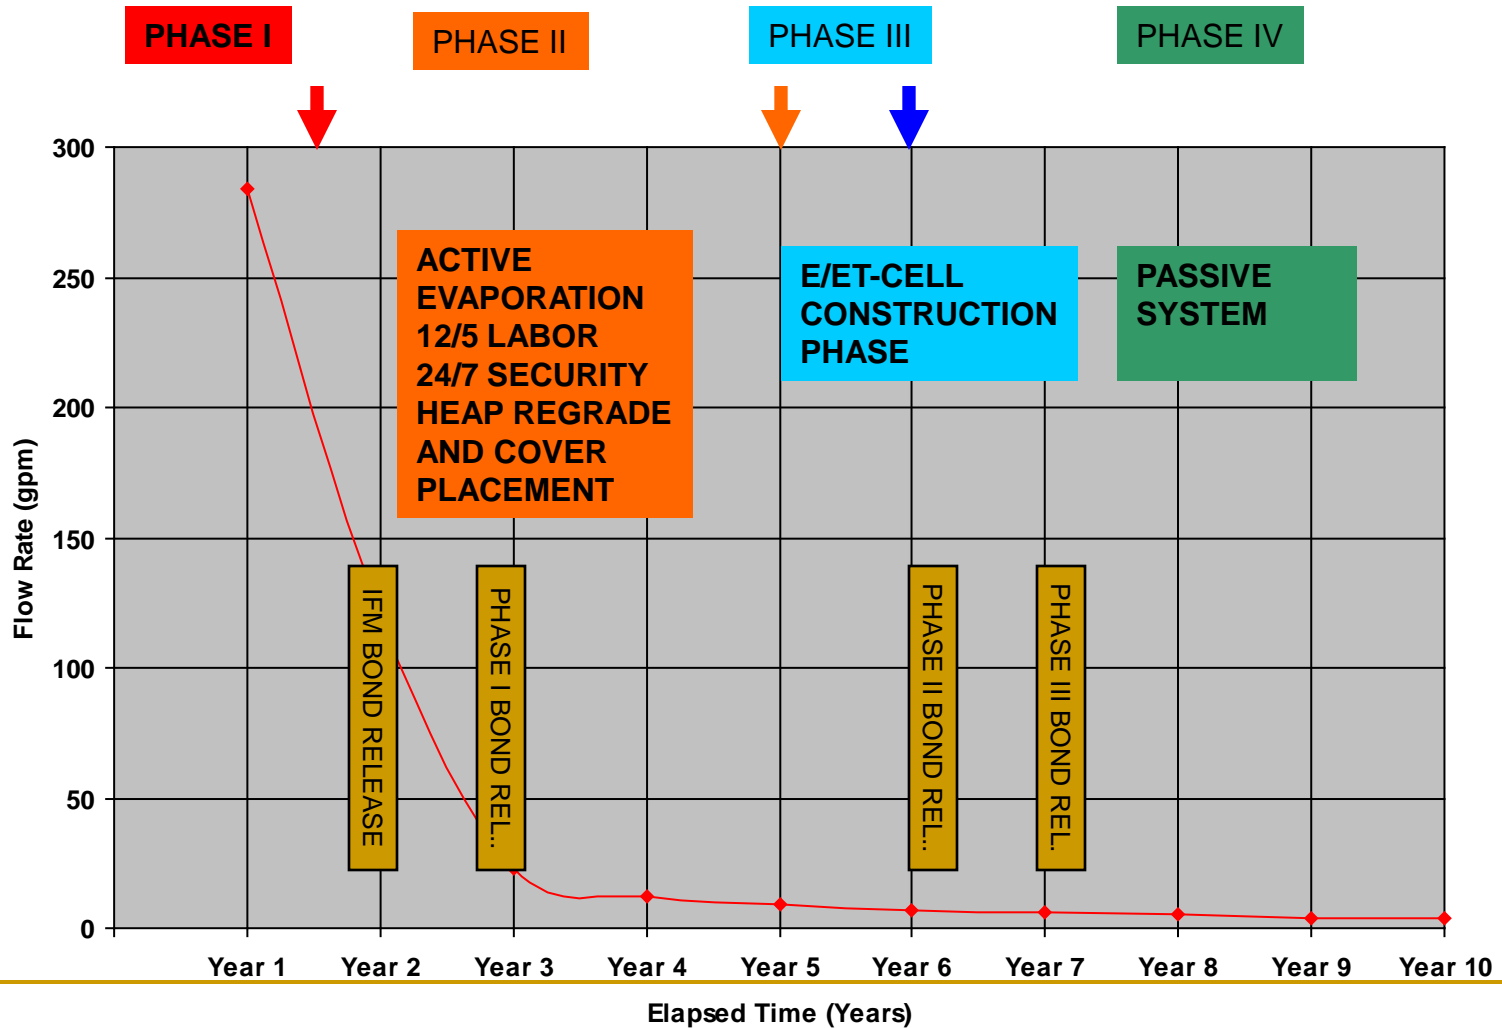 PHASE I
PHASE II
PHASE III
PHASE IV
300
250
200
150
100
50
0
Flow Rate (gpm)
ACTIVE
EVAPORATION
12/5 LABOR
24/7 SECURITY
HEAP REGRADE
AND COVER
PLACEMENT
E/ET-CELL
CONSTRUCTION
PHASE
PASSIVE
SYSTEM
IFM BOND RELEASE
PHASE I BOND REL..
PHASE II BOND REL..
PHASE III BOND REL.
Year 1
Year 2
Year 3
Year 4
Year 5
Year 6
Year 7
Year 8
Year 9
Year 10
Elapsed Time (Years)